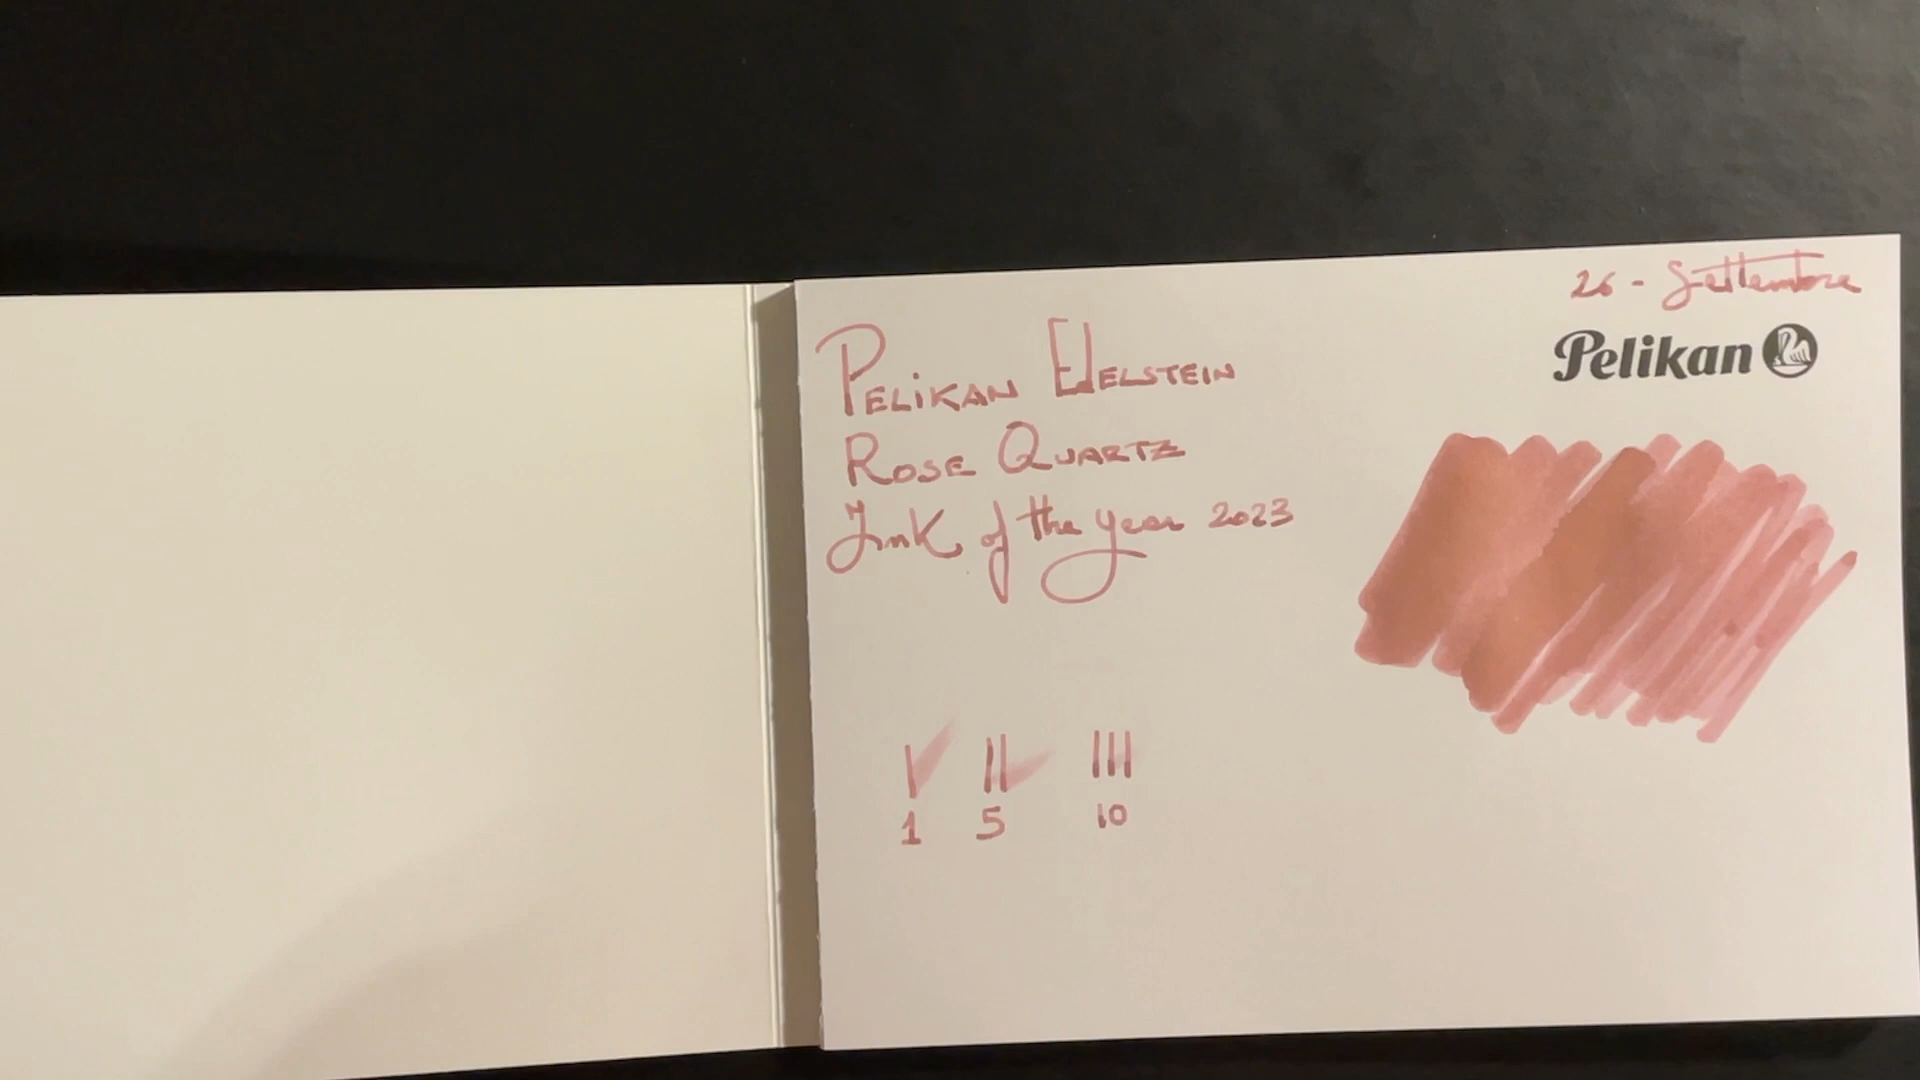 26 - Settembre
Pelikan
PELIKAN EDELSTEIN
ROSE QUARTZ
Ink of the year 2023
1 5 10